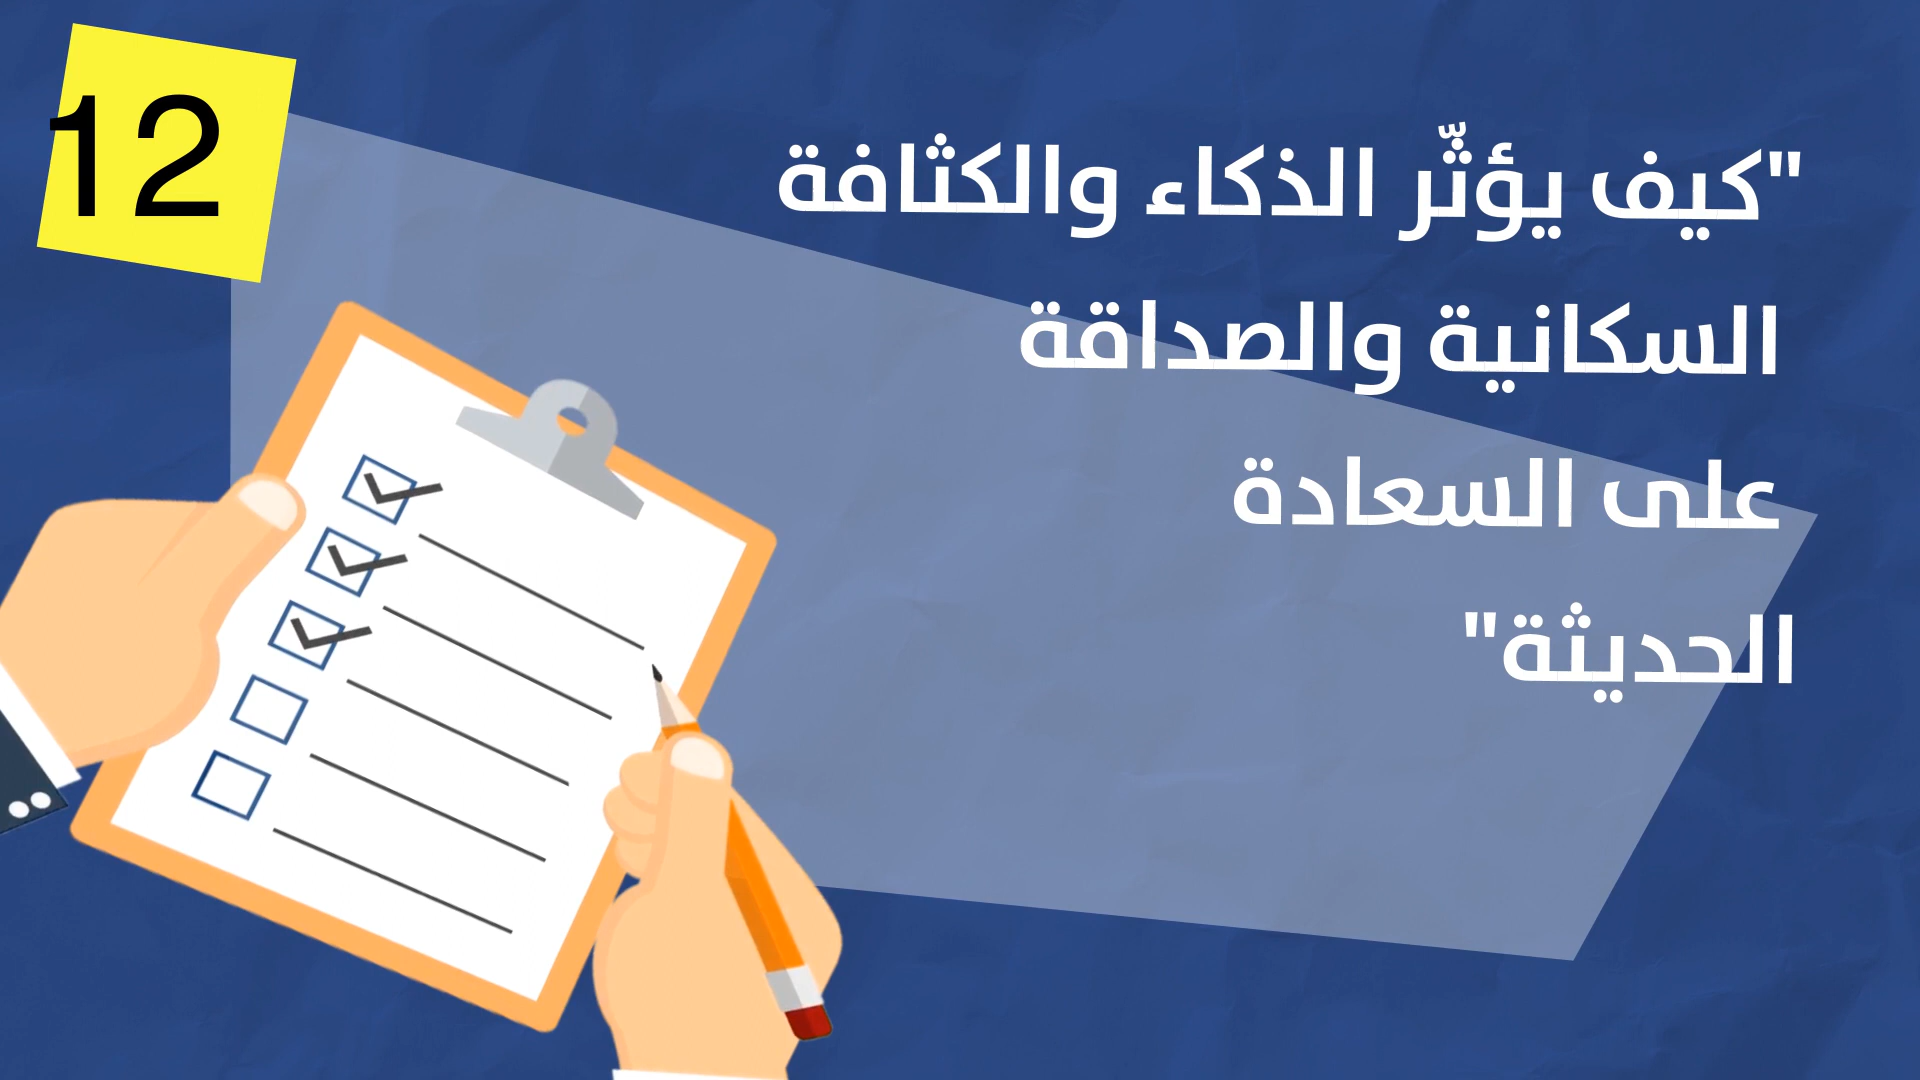 12
"كيف يؤثّر الذكاء والكثافة
السكانية والصداقة
على السعادة
الحديثة"